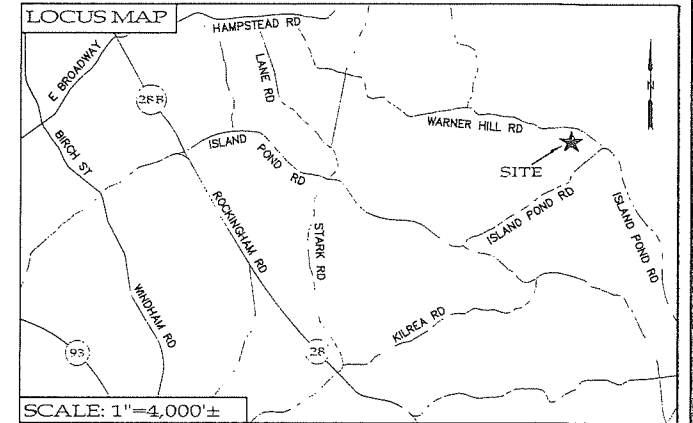 LOCUS MAP
HAMPSTEAD RD
E BROADWAY
LANE RD
28B
WARNER HILL RD
BIRCH ST
ISLAND POND RD
SITE
N
ISLAND POND RD
ISLAND POND RD
ROCKINGHAM RD
STARK RD
WINDHAM RD
KILREA RD
93
28
SCALE: 1"=4,000'±